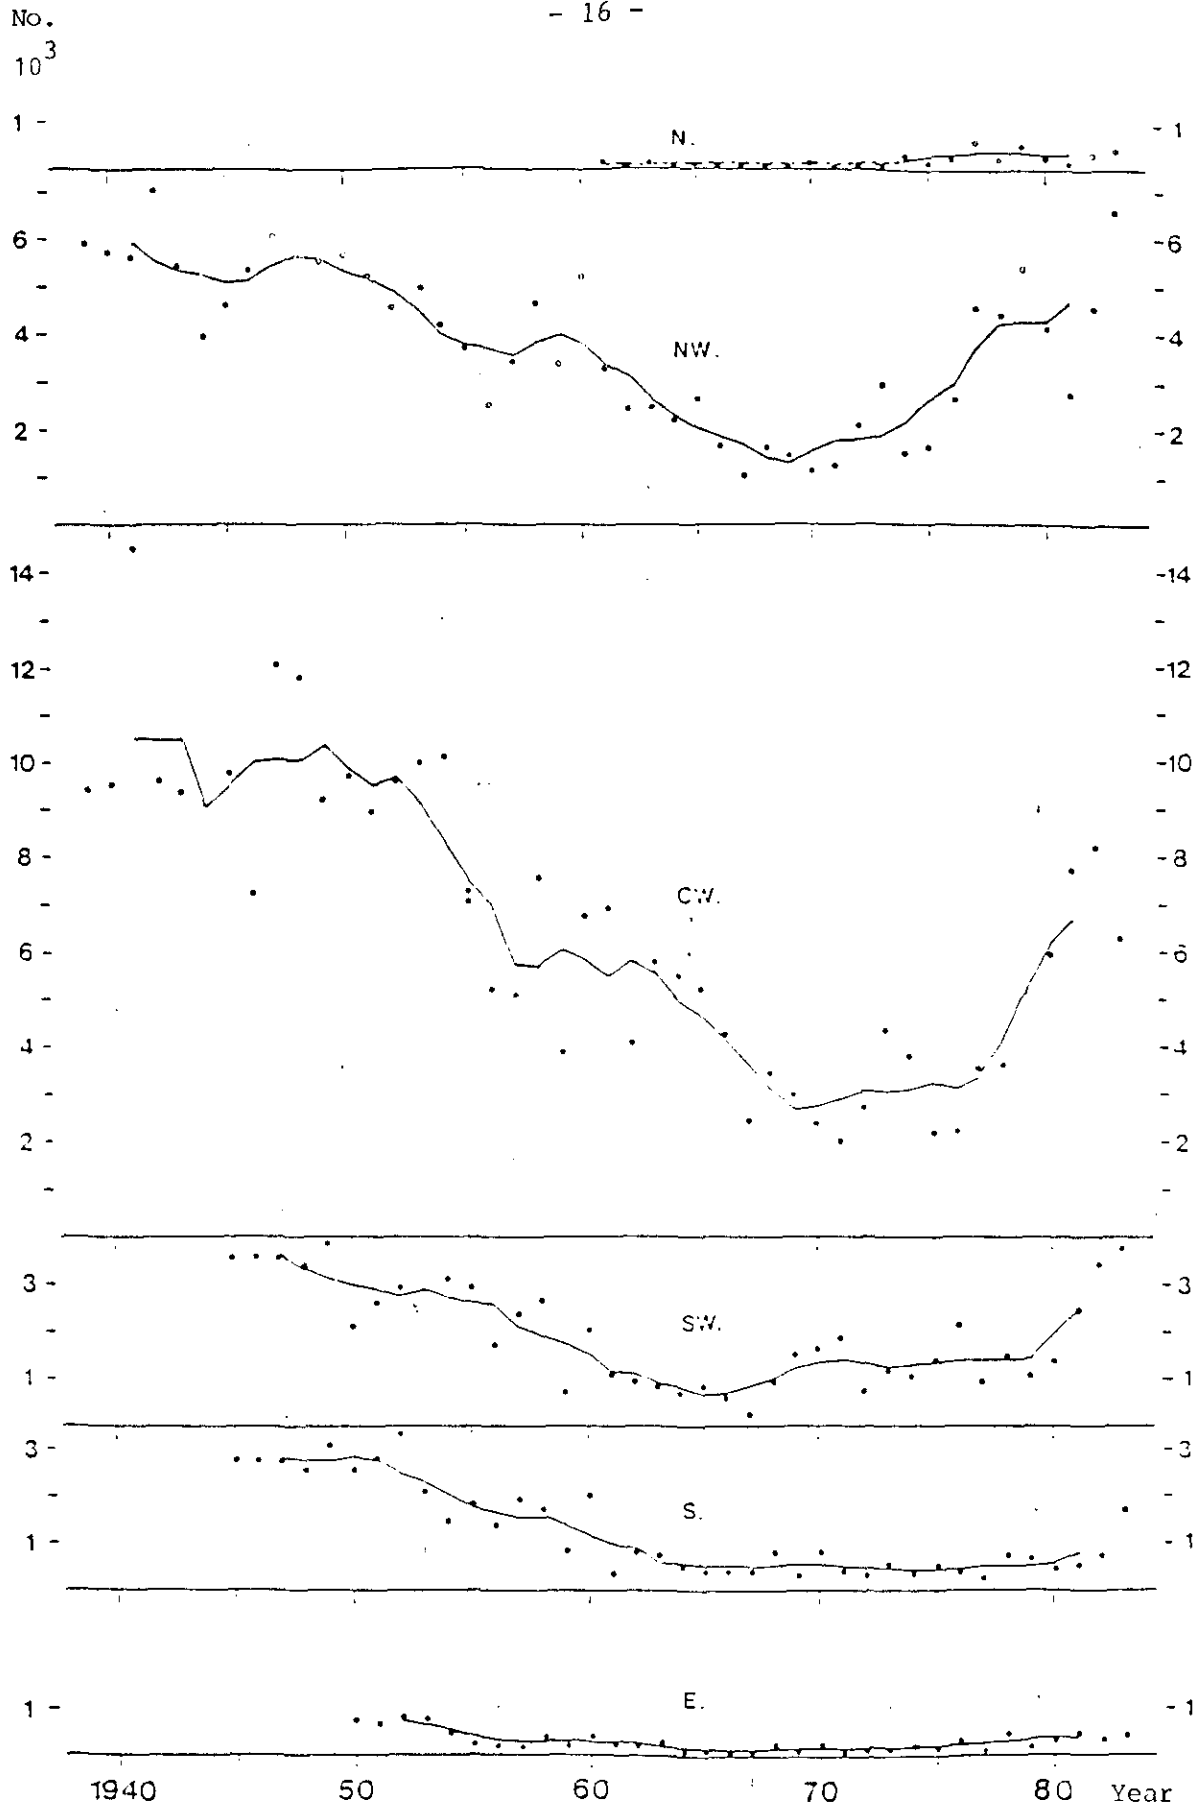 No. - 16 -
10³
1 - N. - 1
6 - - 6
4 - NW. - 4
2 - - 2
14 - - 14
12 - - 12
10 - - 10
8 - - 8
CW.
6 - - 6
4 - - 4
2 - - 2
3 - - 3
SW.
1 - - 1
3 - - 3
S.
1 - - 1
1 - E. - 1
1940 50 60 70 80 Year